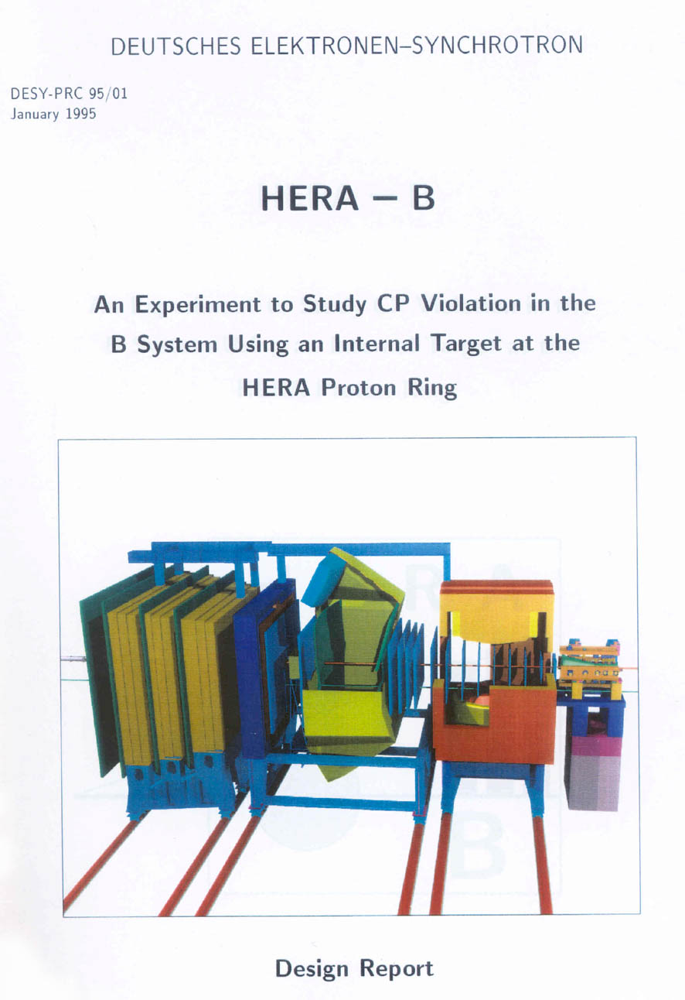 DEUTSCHES ELEKTRONEN–SYNCHROTRON
DESY-PRC 95/01
January 1995
HERA – B
An Experiment to Study CP Violation in the
B System Using an Internal Target at the
HERA Proton Ring
Design Report